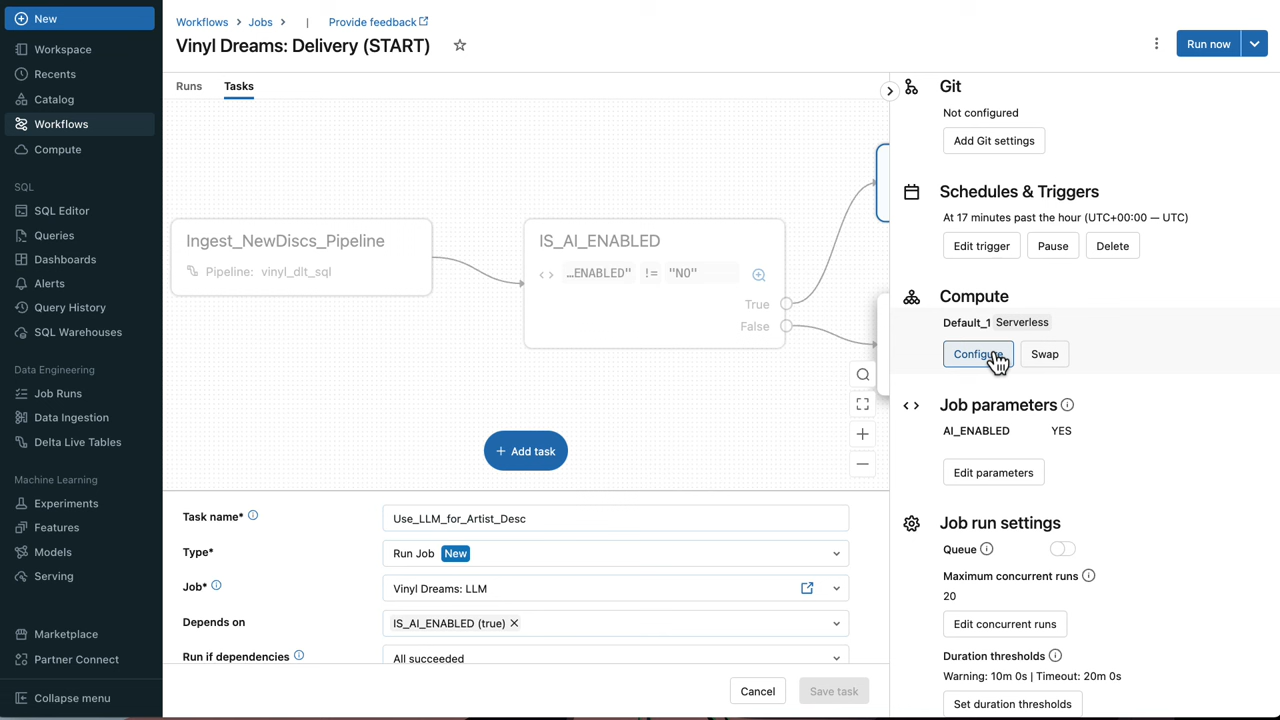 New
Workspace
Recents
Catalog
Workflows
Compute
SQL
SQL Editor
Queries
Dashboards
Alerts
Query History
SQL Warehouses
Data Engineering
Job Runs
Data Ingestion
Delta Live Tables
Machine Learning
Experiments
Features
Models
Serving
Marketplace
Partner Connect
Collapse menu
Workflows > Jobs > | Provide feedback
Vinyl Dreams: Delivery (START)
Run now
Runs Tasks
Ingest_NewDiscs_Pipeline
Pipeline: vinyl_dlt_sql
IS_AI_ENABLED
…ENABLED" != "NO"
True
False
+ Add task
Task name* Use_LLM_for_Artist_Desc
Type* Run Job New
Job* Vinyl Dreams: LLM
Depends on IS_AI_ENABLED (true)
Run if dependencies All succeeded
Cancel Save task
Git
Not configured
Add Git settings
Schedules & Triggers
At 17 minutes past the hour (UTC+00:00 — UTC)
Edit trigger Pause Delete
Compute
Default_1 Serverless
Configure Swap
Job parameters
AI_ENABLED YES
Edit parameters
Job run settings
Queue
Maximum concurrent runs
20
Edit concurrent runs
Duration thresholds
Warning: 10m 0s | Timeout: 20m 0s
Set duration thresholds